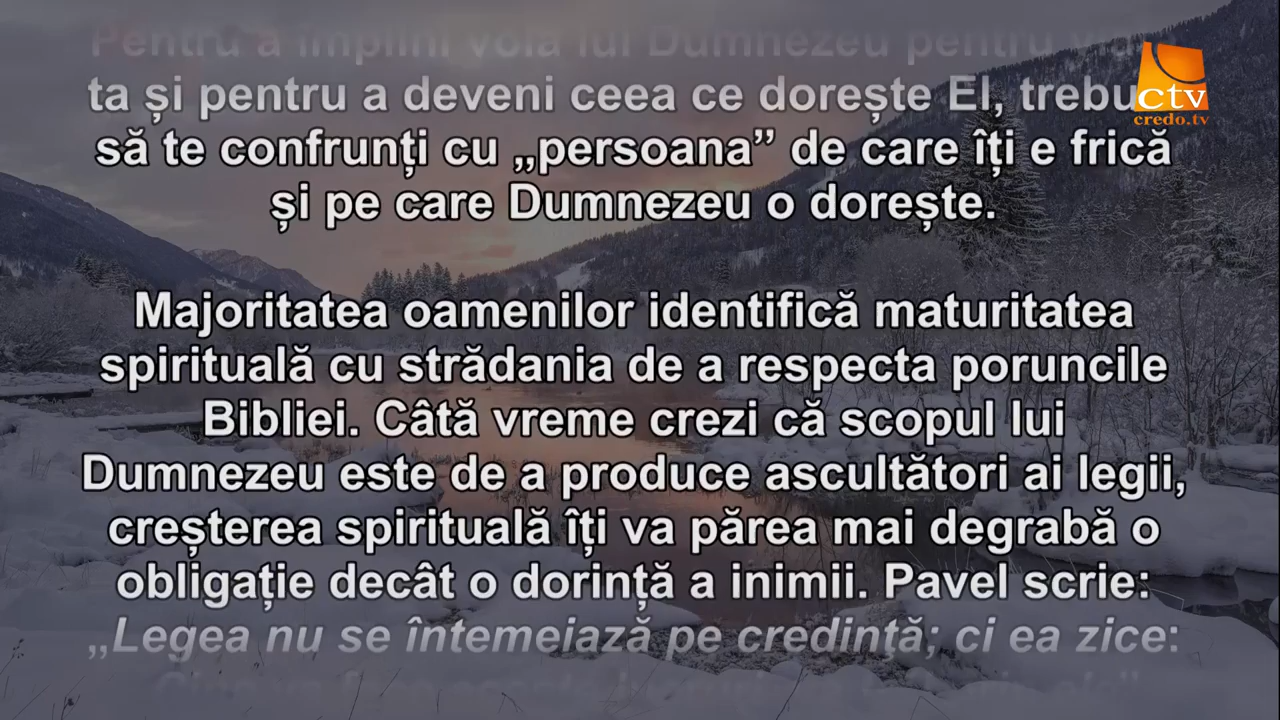 Pentru a împlini voia lui Dumnezeu pentru
ta și pentru a deveni ceea ce dorește El,
să te confrunți cu „persoana” de care îți e frică
și pe care Dumnezeu o dorește.
Majoritatea oamenilor identifică maturitatea
spirituală cu strădania de a respecta poruncile
Bibliei. Câtă vreme crezi că scopul lui
Dumnezeu este de a produce ascultători ai legii,
creșterea spirituală îți va părea mai degrabă o
obligație decât o dorință a inimii. Pavel scrie:
„Legea nu se întemeiază pe credinţă; ci ea zice:
ctv
credo.tv